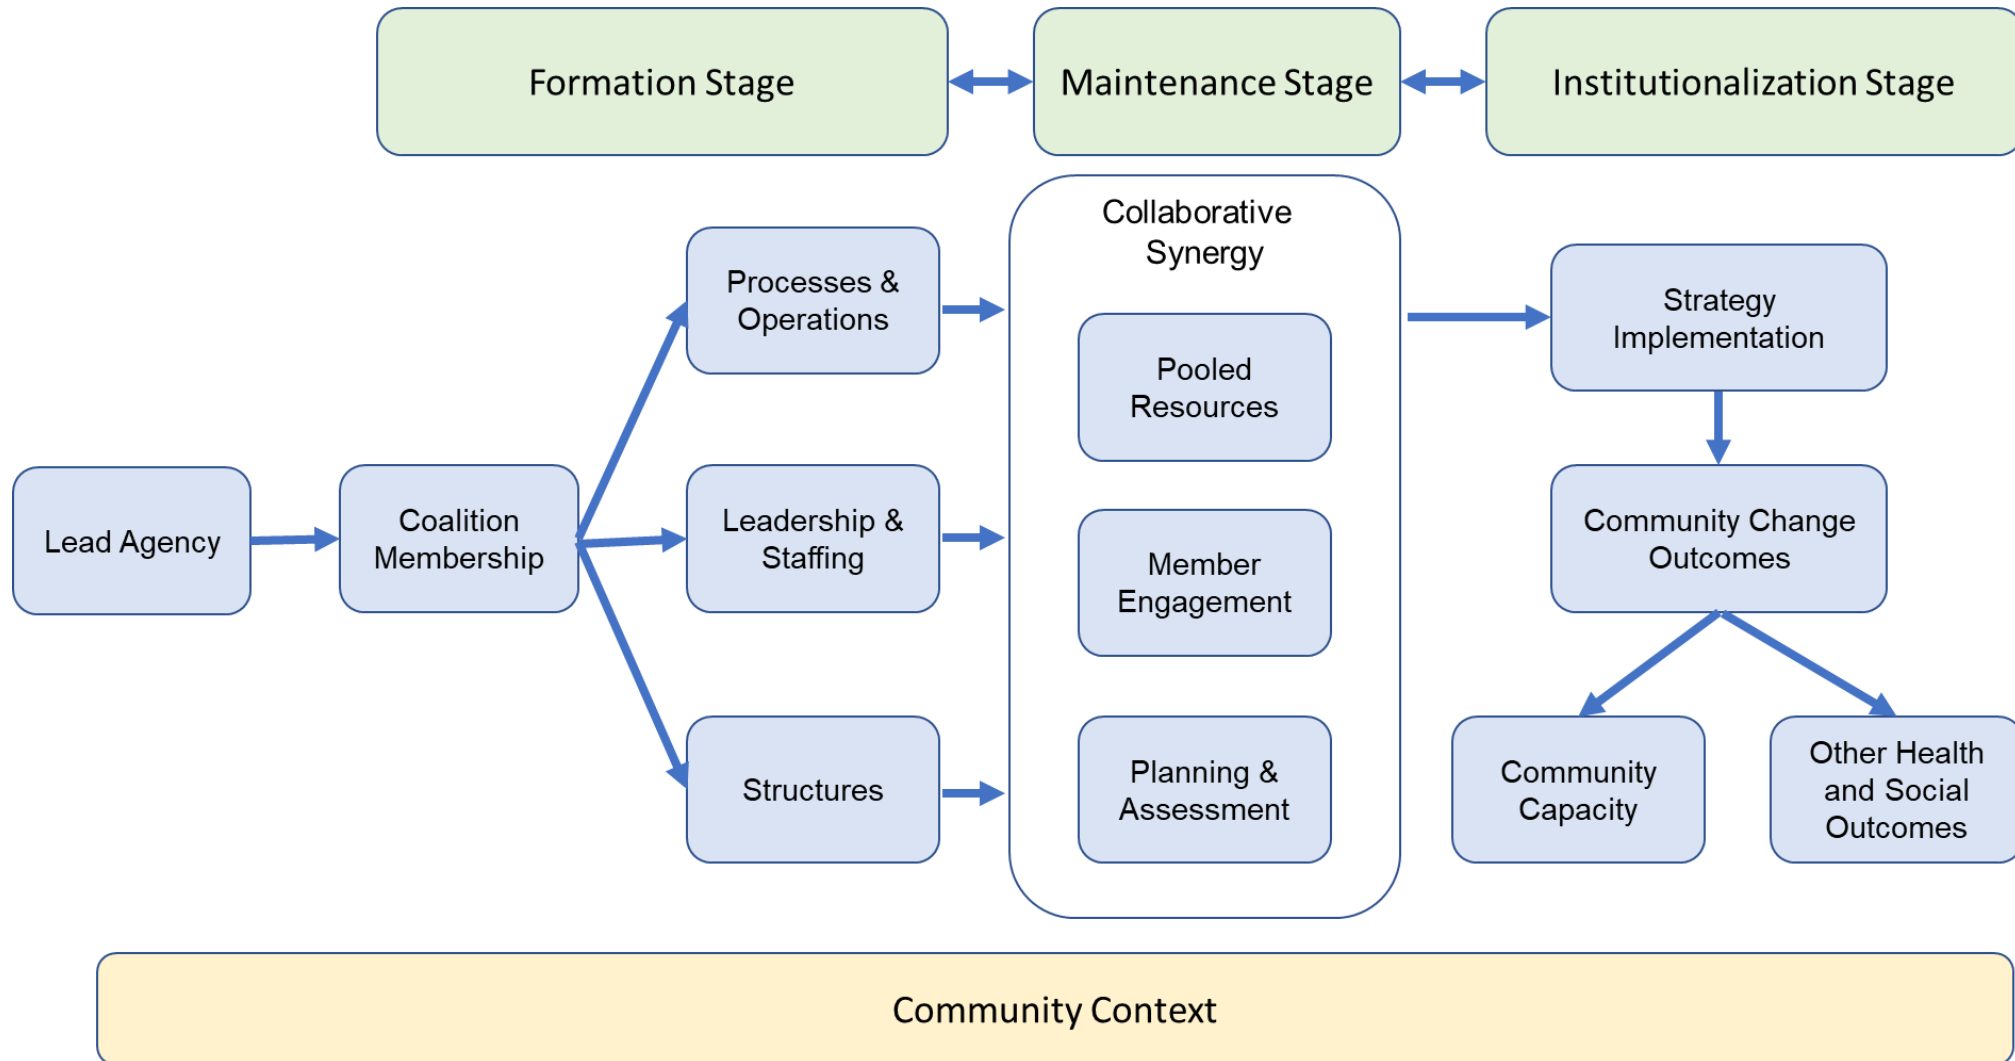 Formation Stage
Maintenance Stage
Institutionalization Stage
Collaborative
Synergy
Processes &
Operations
Strategy
Implementation
Pooled
Resources
Lead Agency
Coalition
Membership
Leadership &
Staffing
Member
Engagement
Community Change
Outcomes
Structures
Planning &
Assessment
Community
Capacity
Other Health
and Social
Outcomes
Community Context